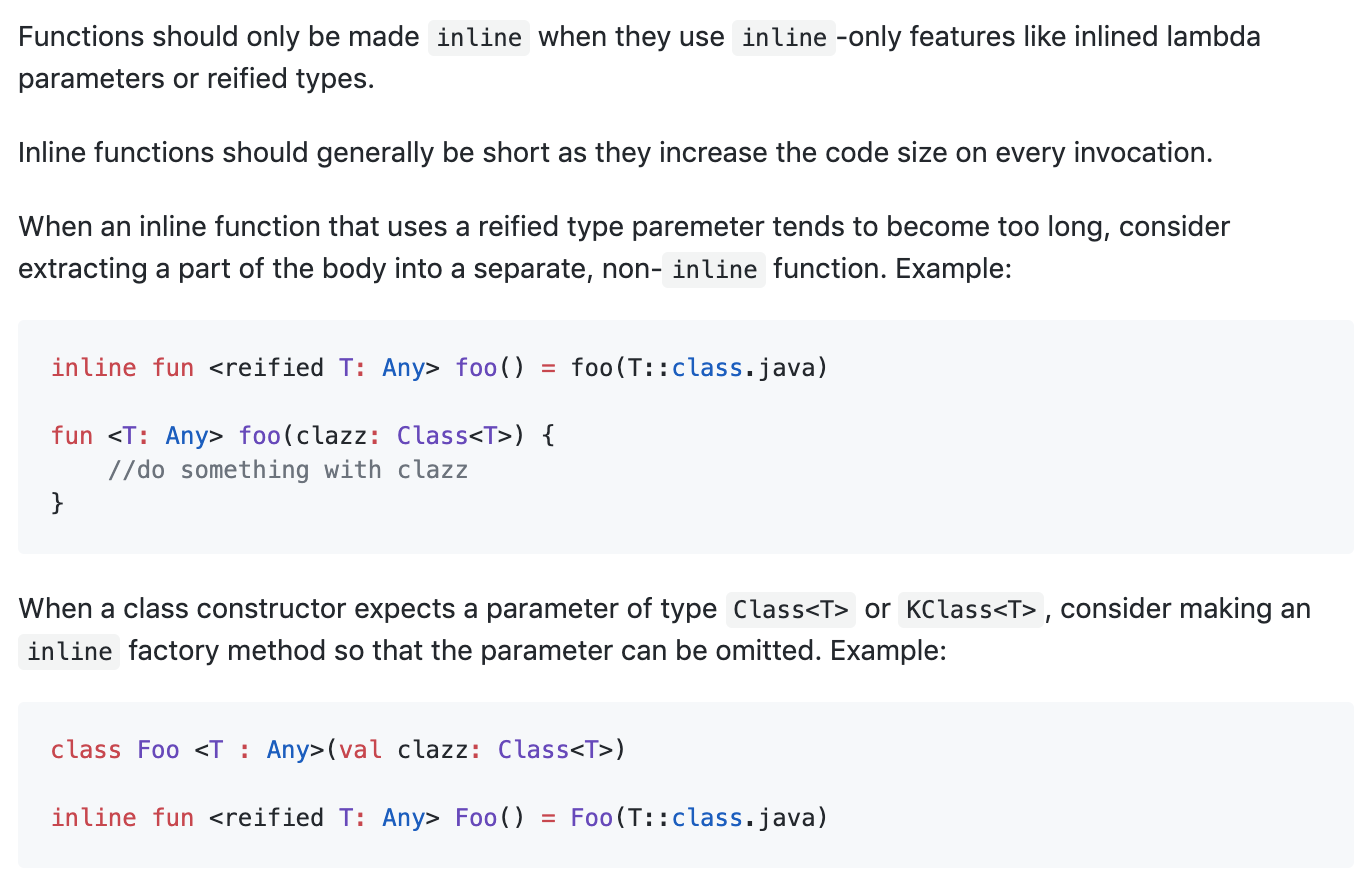 Functions should only be made inline when they use inline-only features like inlined lambda
parameters or reified types.
Inline functions should generally be short as they increase the code size on every invocation.
When an inline function that uses a reified type paremeter tends to become too long, consider
extracting a part of the body into a separate, non-inline function. Example:
inline fun <reified T: Any> foo() = foo(T::class.java)
fun <T: Any> foo(clazz: Class<T>) {
    //do something with clazz
}
When a class constructor expects a parameter of type Class<T> or KClass<T>, consider making an
inline factory method so that the parameter can be omitted. Example:
class Foo <T : Any>(val clazz: Class<T>)
inline fun <reified T: Any> Foo() = Foo(T::class.java)